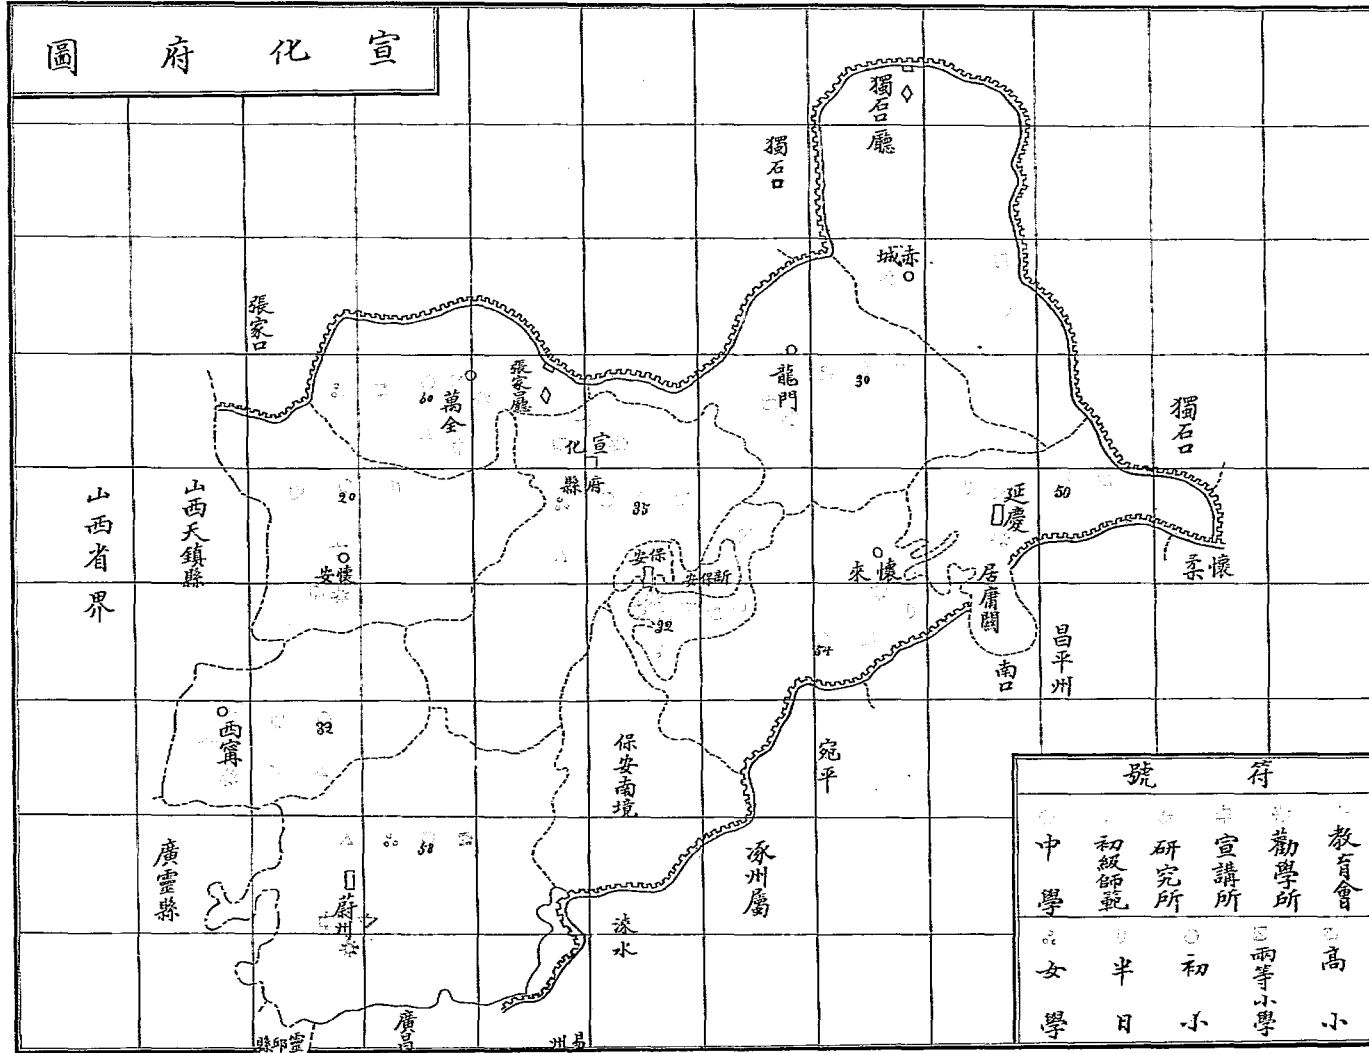 宣化府圖
獨石口廳
獨石口
赤城
張家口
張家口廳
萬全
60
龍門
30
獨石口
宣化府
縣
35
延慶
50
山西省界
山西天鎮縣
20
懷安
保安
新保安
32
懷來
54
居庸關
懷柔
昌平州
南口
西寗
32
保安南境
宛平
廣靈縣
58
蔚州
涿州屬
淶水
廣昌
易州
靈邱縣
符號
教育會
勸學所
宣講所
研究所
初級師範
中學
高小
兩等小學
初小
半日
女學